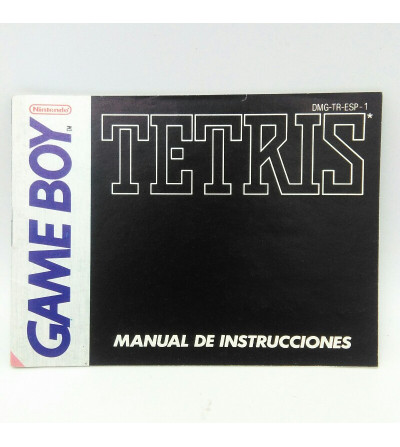 Nintendo
GAME BOY
TM
DMG-TR-ESP-1
TETRIS*
MANUAL DE INSTRUCCIONES